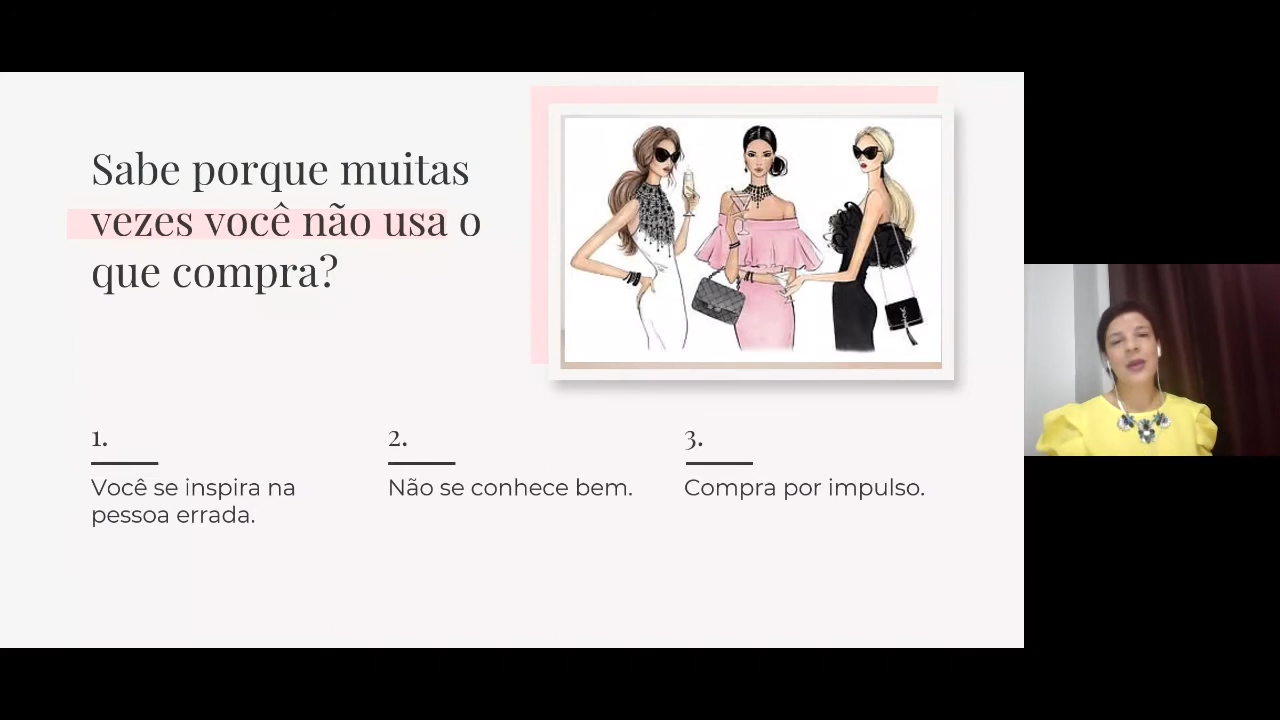 Sabe porque muitas
vezes você não usa o
que compra?
1.
Você se inspira na
pessoa errada.
2.
Não se conhece bem.
3.
Compra por impulso.